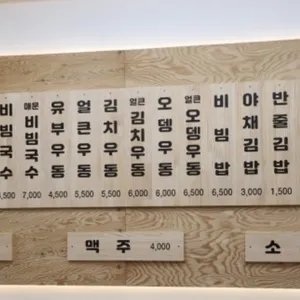 비빔국수 6,500
매운비빔국수 7,000
유부우동 4,500
얼큰우동 5,500
김치우동 5,500
얼큰김치우동 6,000
오뎅우동 6,000
얼큰오뎅우동 6,500
비빔밥 6,500
야채김밥 3,000
반줄김밥 1,500
맥주 4,000
소